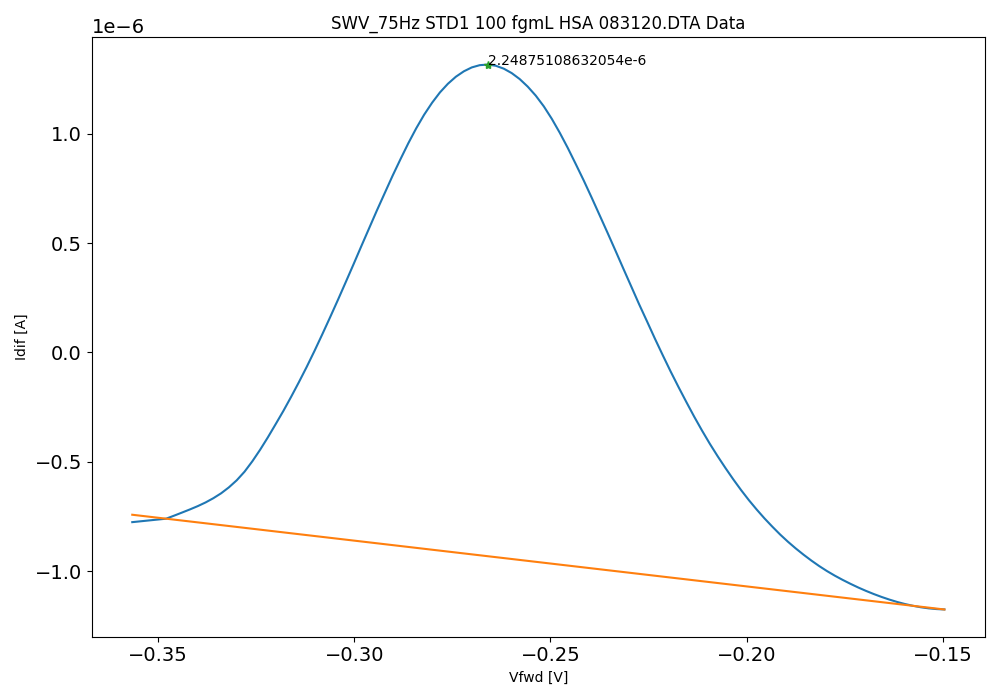 SWV_75Hz STD1 100 fgmL HSA 083120.DTA Data
1e−6
2.24875108632054e-6
1.0
0.5
0.0
−0.5
−1.0
Idif [A]
−0.35 −0.30 −0.25 −0.20 −0.15
Vfwd [V]